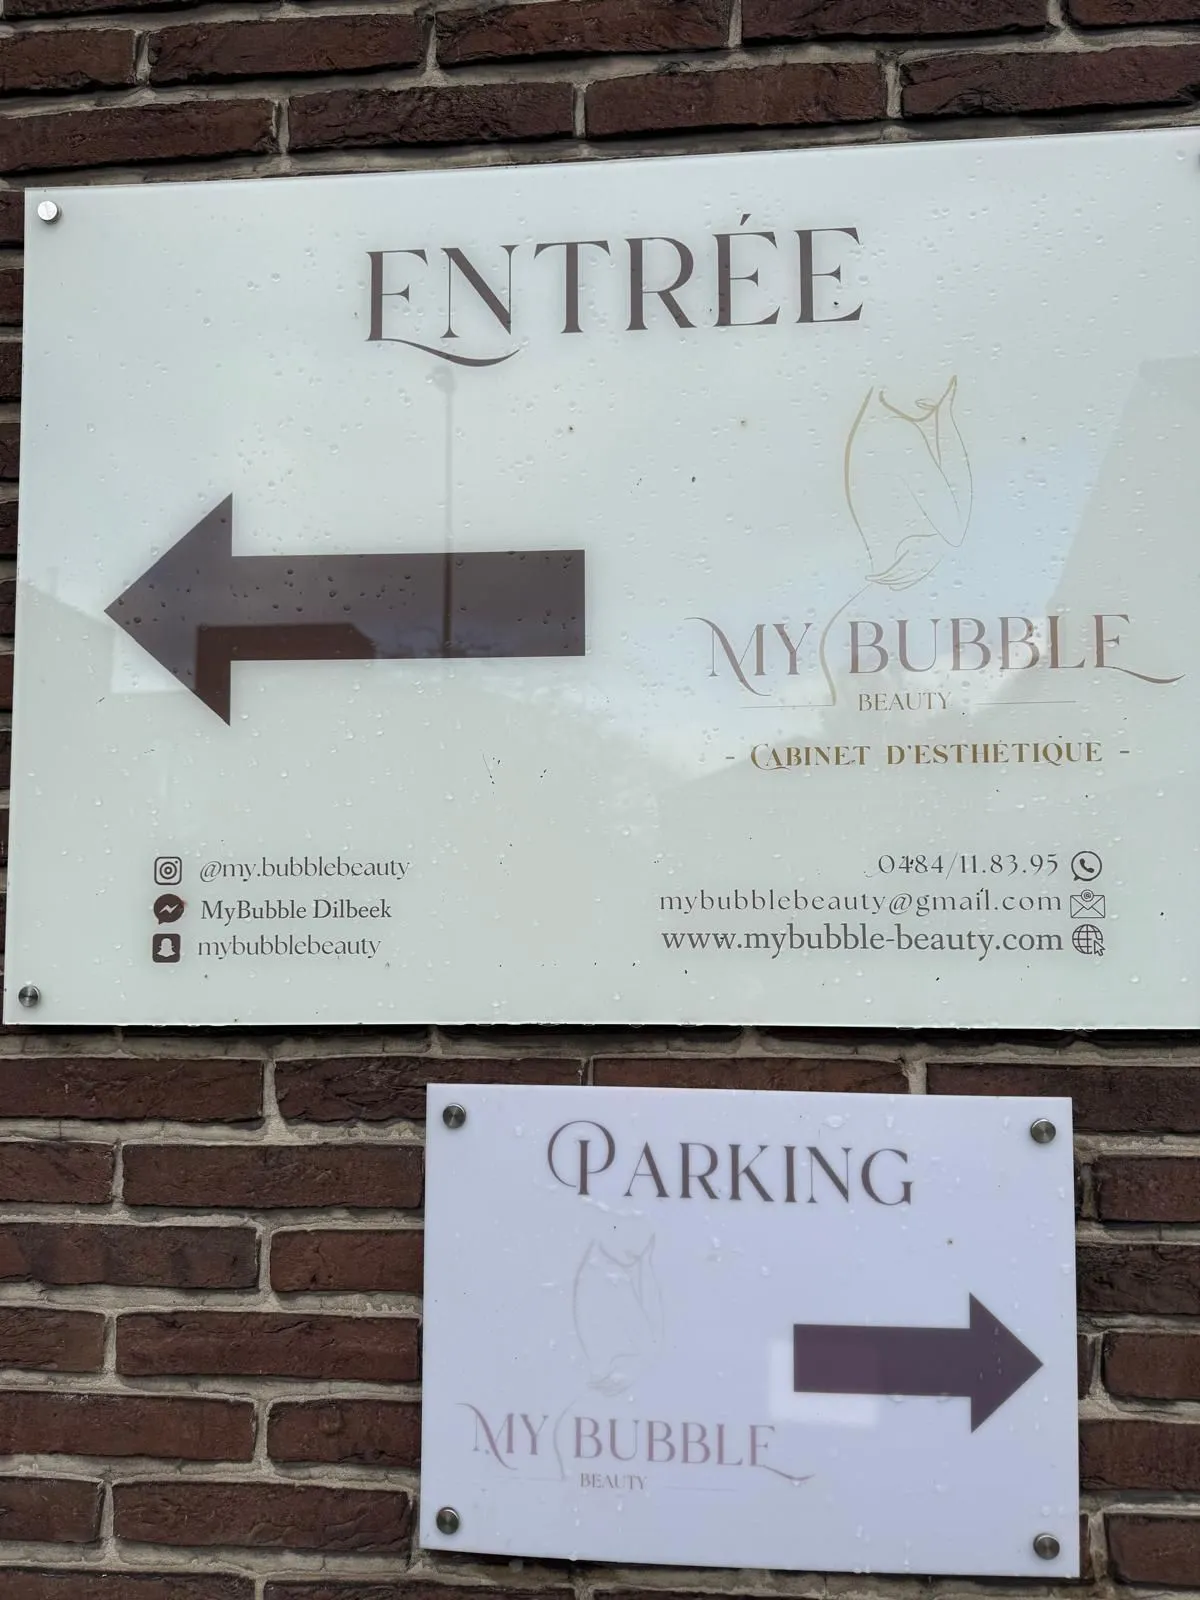 ENTRÉE
MY BUBBLE
BEAUTY
- CABINET D'ESTHÉTIQUE -
@my.bubblebeauty
MyBubble Dilbeek
mybubblebeauty
0484/11.83.95
mybubblebeauty@gmail.com
www.mybubble-beauty.com
PARKING
MY BUBBLE
BEAUTY